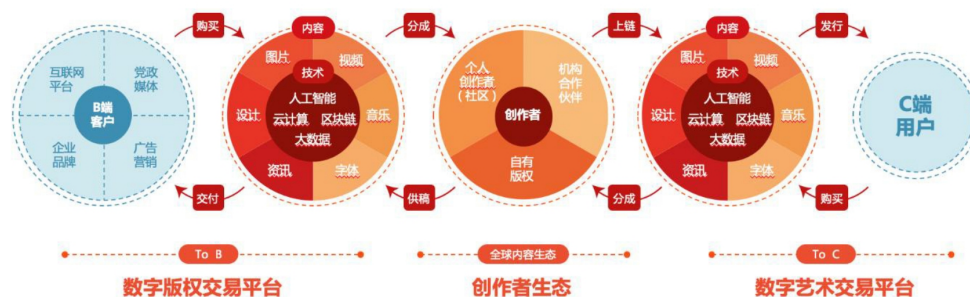 购买
分成
上链
发行
互联网
平台
党政
媒体
B端
客户
企业
品牌
广告
营销
内容
图片
视频
技术
人工智能
云计算 区块链
大数据
设计
音乐
资讯
字体
个人
创作者
（社区）
机构
合作
伙伴
创作者
自有
版权
内容
图片
视频
技术
人工智能
云计算 区块链
大数据
设计
音乐
资讯
字体
C端
用户
交付
供稿
分成
购买
To B
全球内容生态
To C
数字版权交易平台
创作者生态
数字艺术交易平台